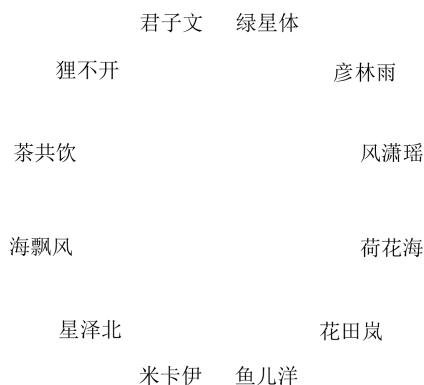 君子文 绿星体
狸不开 彦林雨
茶共饮 风潇瑶
海飘风 荷花海
星泽北 花田岚
米卡伊 鱼儿洋